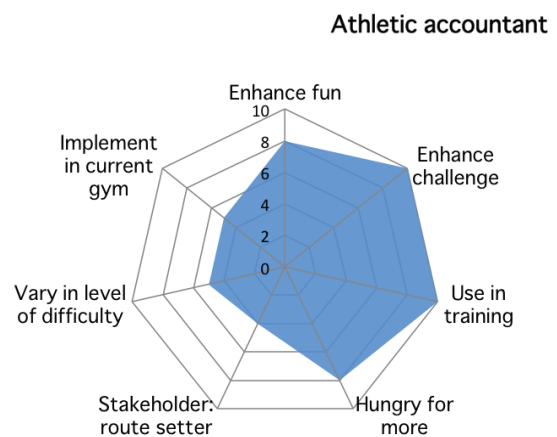 Athletic accountant
Enhance fun
10
8
6
4
2
0
Enhance
challenge
Use in
training
Hungry for
more
Stakeholder:
route setter
Vary in level
of difficulty
Implement
in current
gym